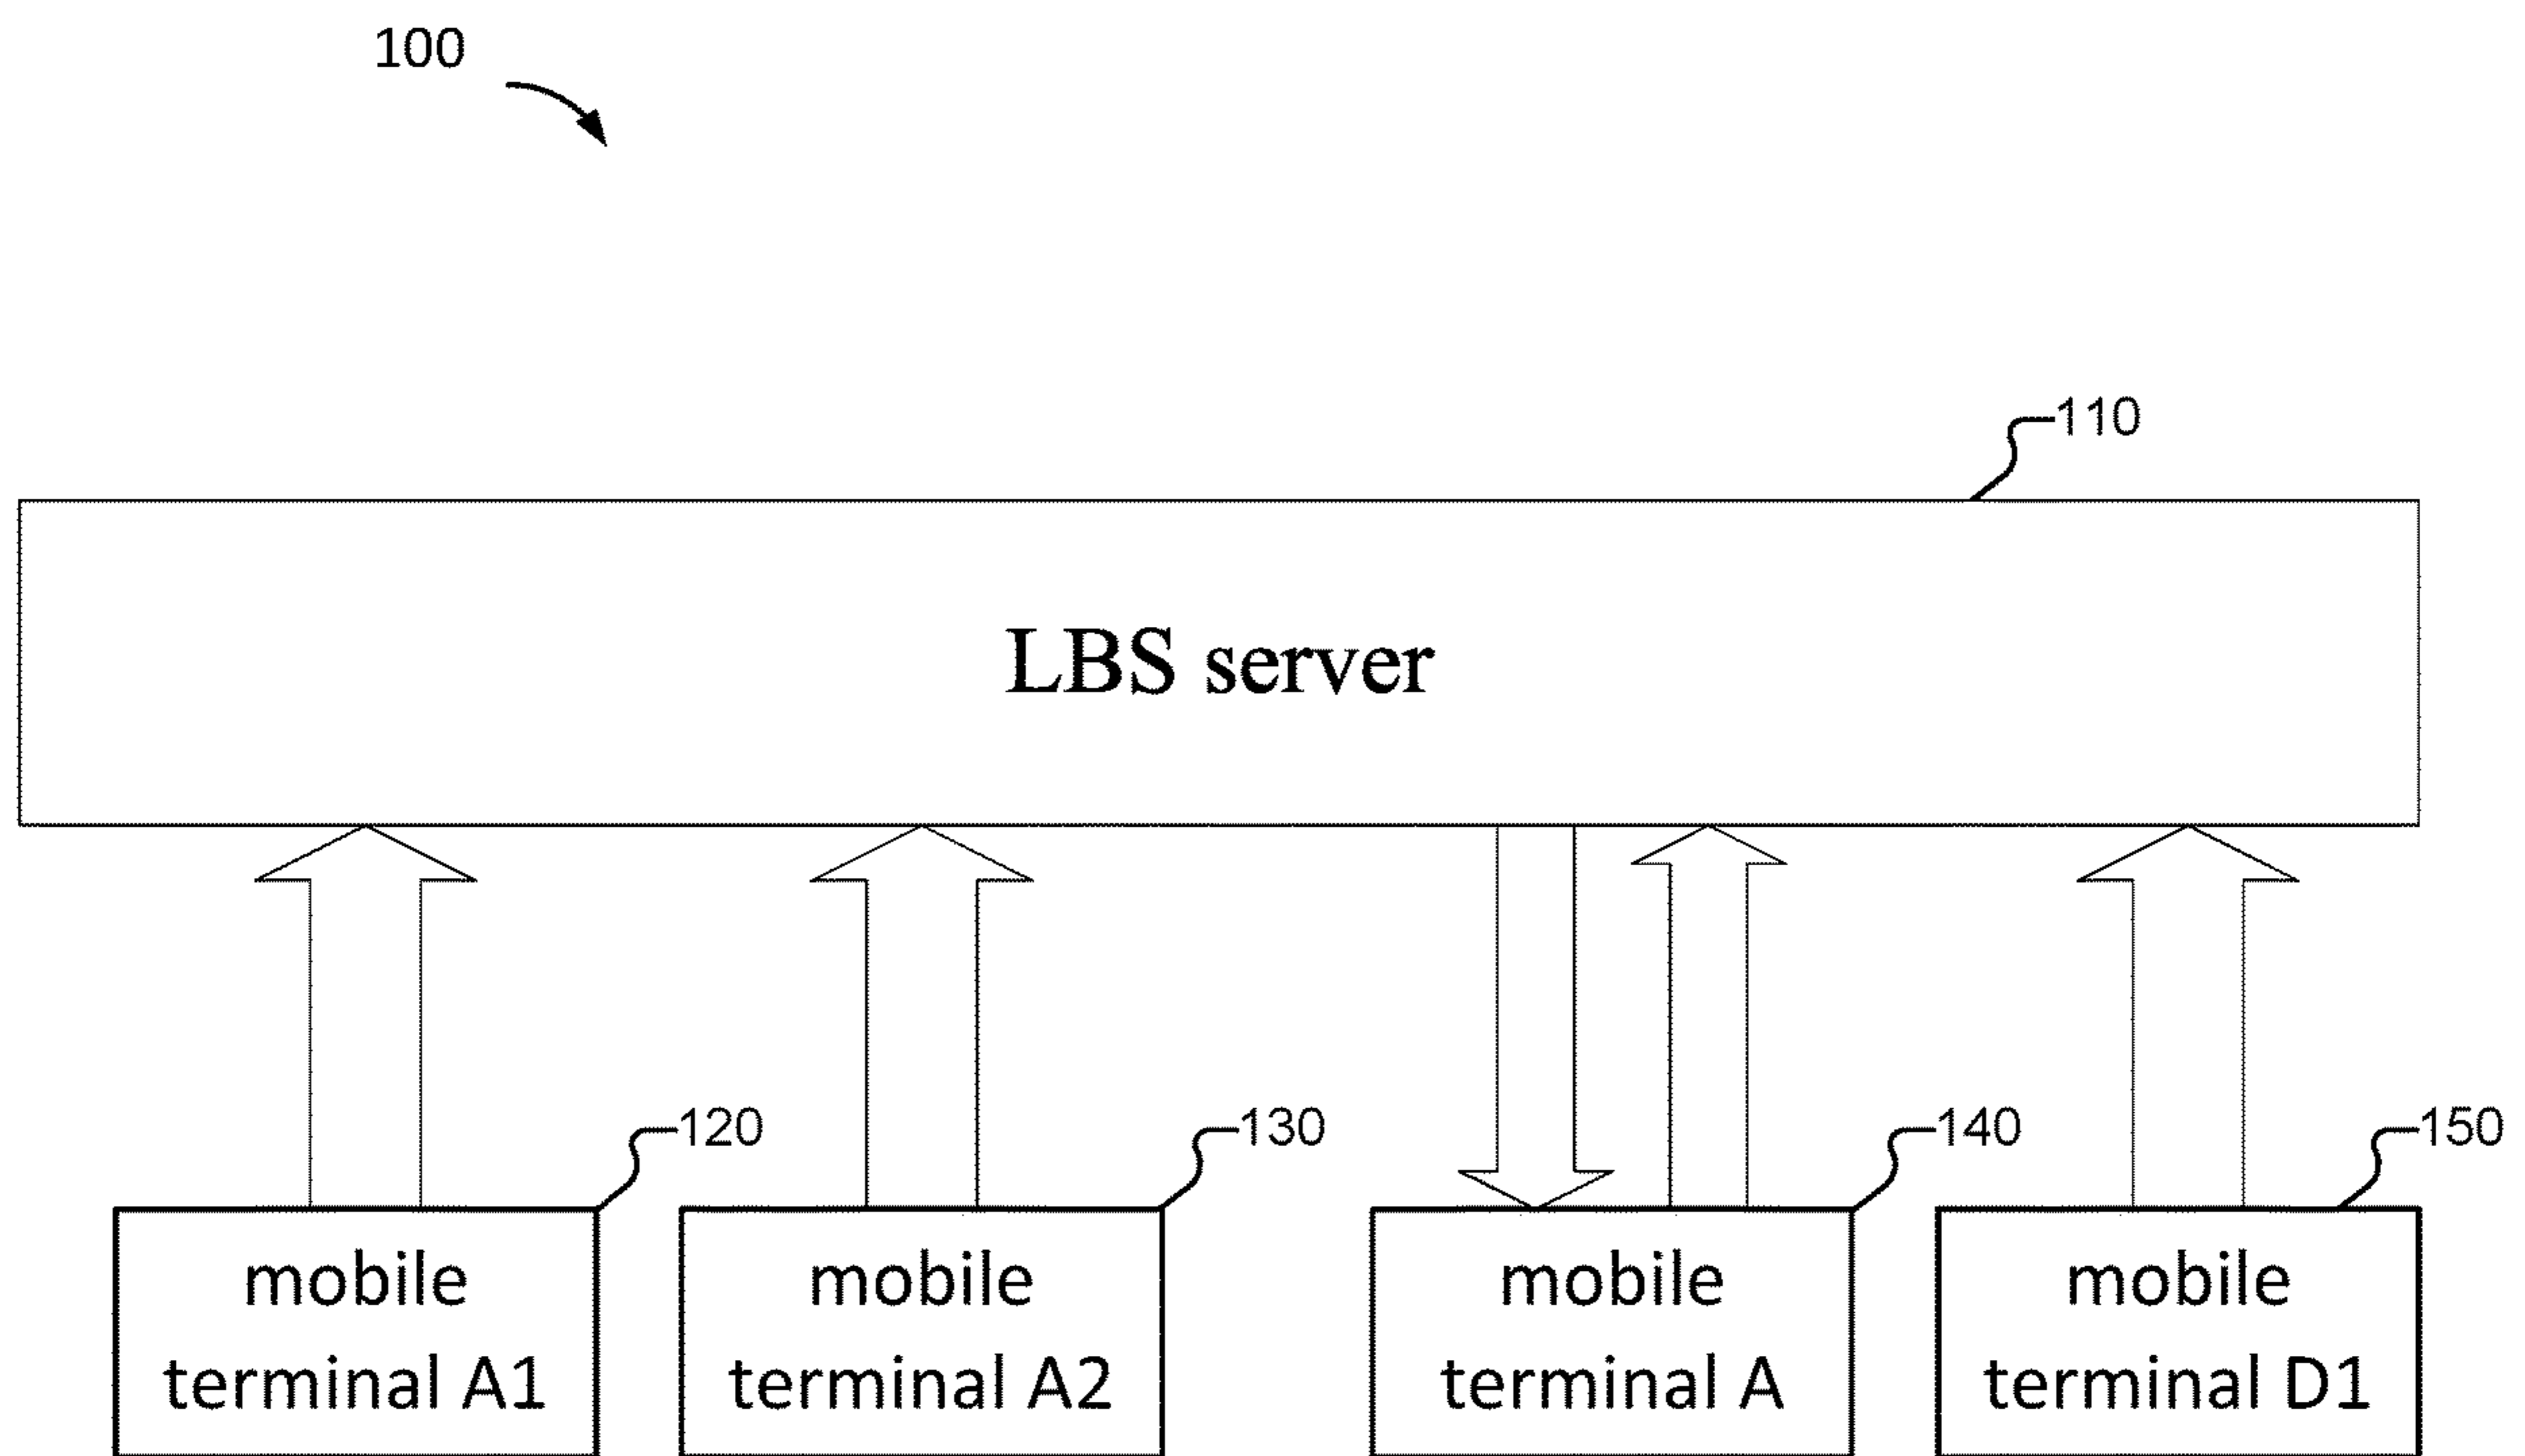 100
110
LBS server
120
130
140
150
mobile
terminal A1
mobile
terminal A2
mobile
terminal A
mobile
terminal D1